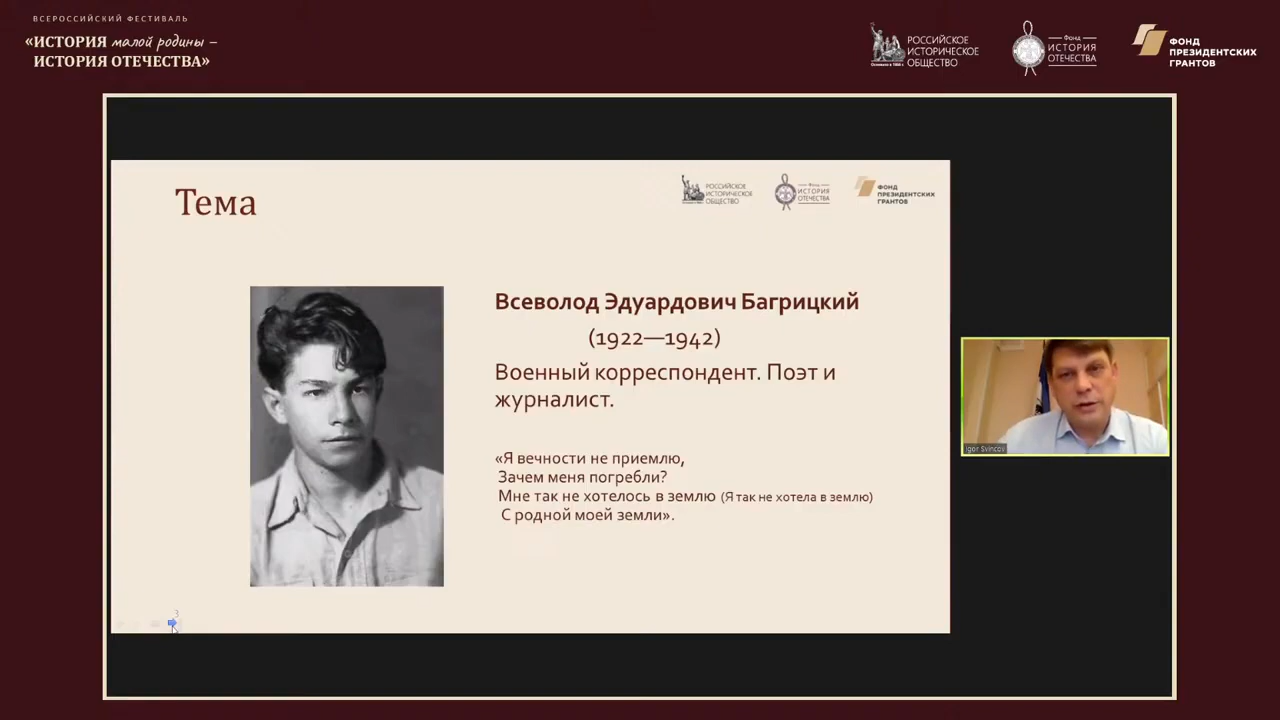 ВСЕРОССИЙСКИЙ ФЕСТИВАЛЬ
«ИСТОРИЯ малой родины –
ИСТОРИЯ ОТЕЧЕСТВА»
РОССИЙСКОЕ
ИСТОРИЧЕСКОЕ
ОБЩЕСТВО
Фонд
ИСТОРИЯ
ОТЕЧЕСТВА
ФОНД
ПРЕЗИДЕНТСКИХ
ГРАНТОВ
Тема
РОССИЙСКОЕ
ИСТОРИЧЕСКОЕ
ОБЩЕСТВО
Фонд
ИСТОРИЯ
ОТЕЧЕСТВА
ФОНД
ПРЕЗИДЕНТСКИХ
ГРАНТОВ
Всеволод Эдуардович Багрицкий
(1922—1942)
Военный корреспондент. Поэт и
журналист.
«Я вечности не приемлю,
Зачем меня погребли?
Мне так не хотелось в землю (Я так не хотела в землю)
С родной моей земли».
Igor Svincov
3